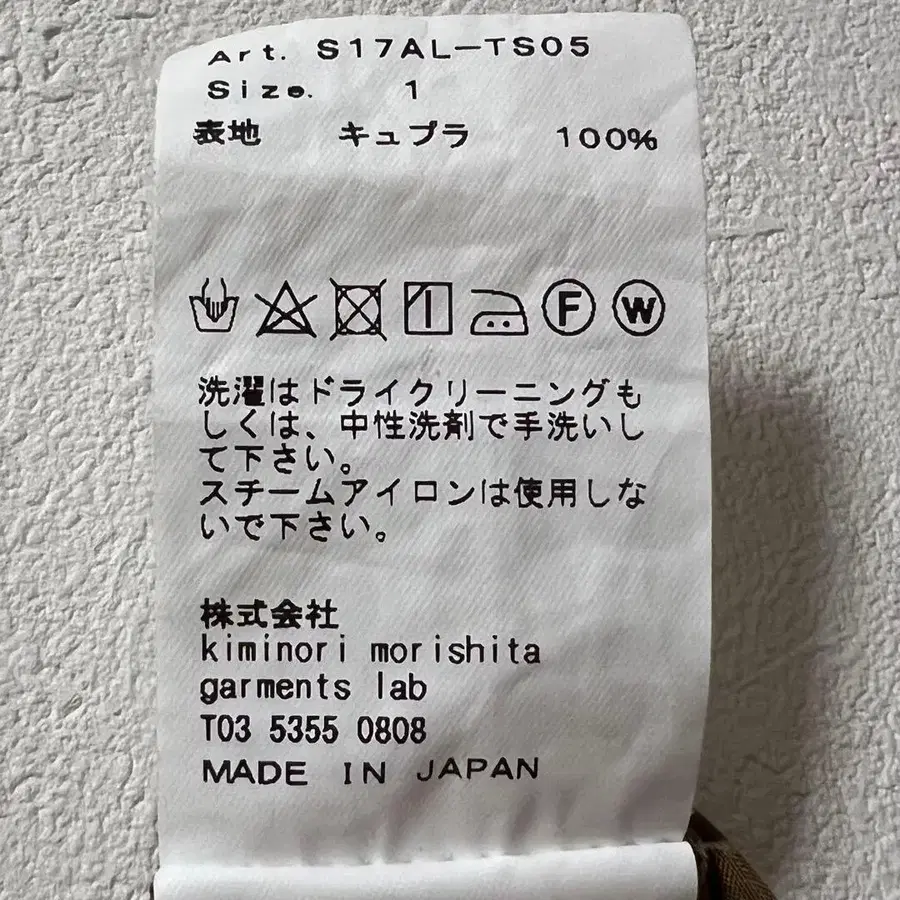 Art. S17AL-TS05
Size. 1
表地 キュプラ 100%
F W
洗濯はドライクリーニングも
しくは、中性洗剤で手洗いし
て下さい。
スチームアイロンは使用しな
いで下さい。
株式会社
kiminori morishita
garments lab
T03 5355 0808
MADE IN JAPAN